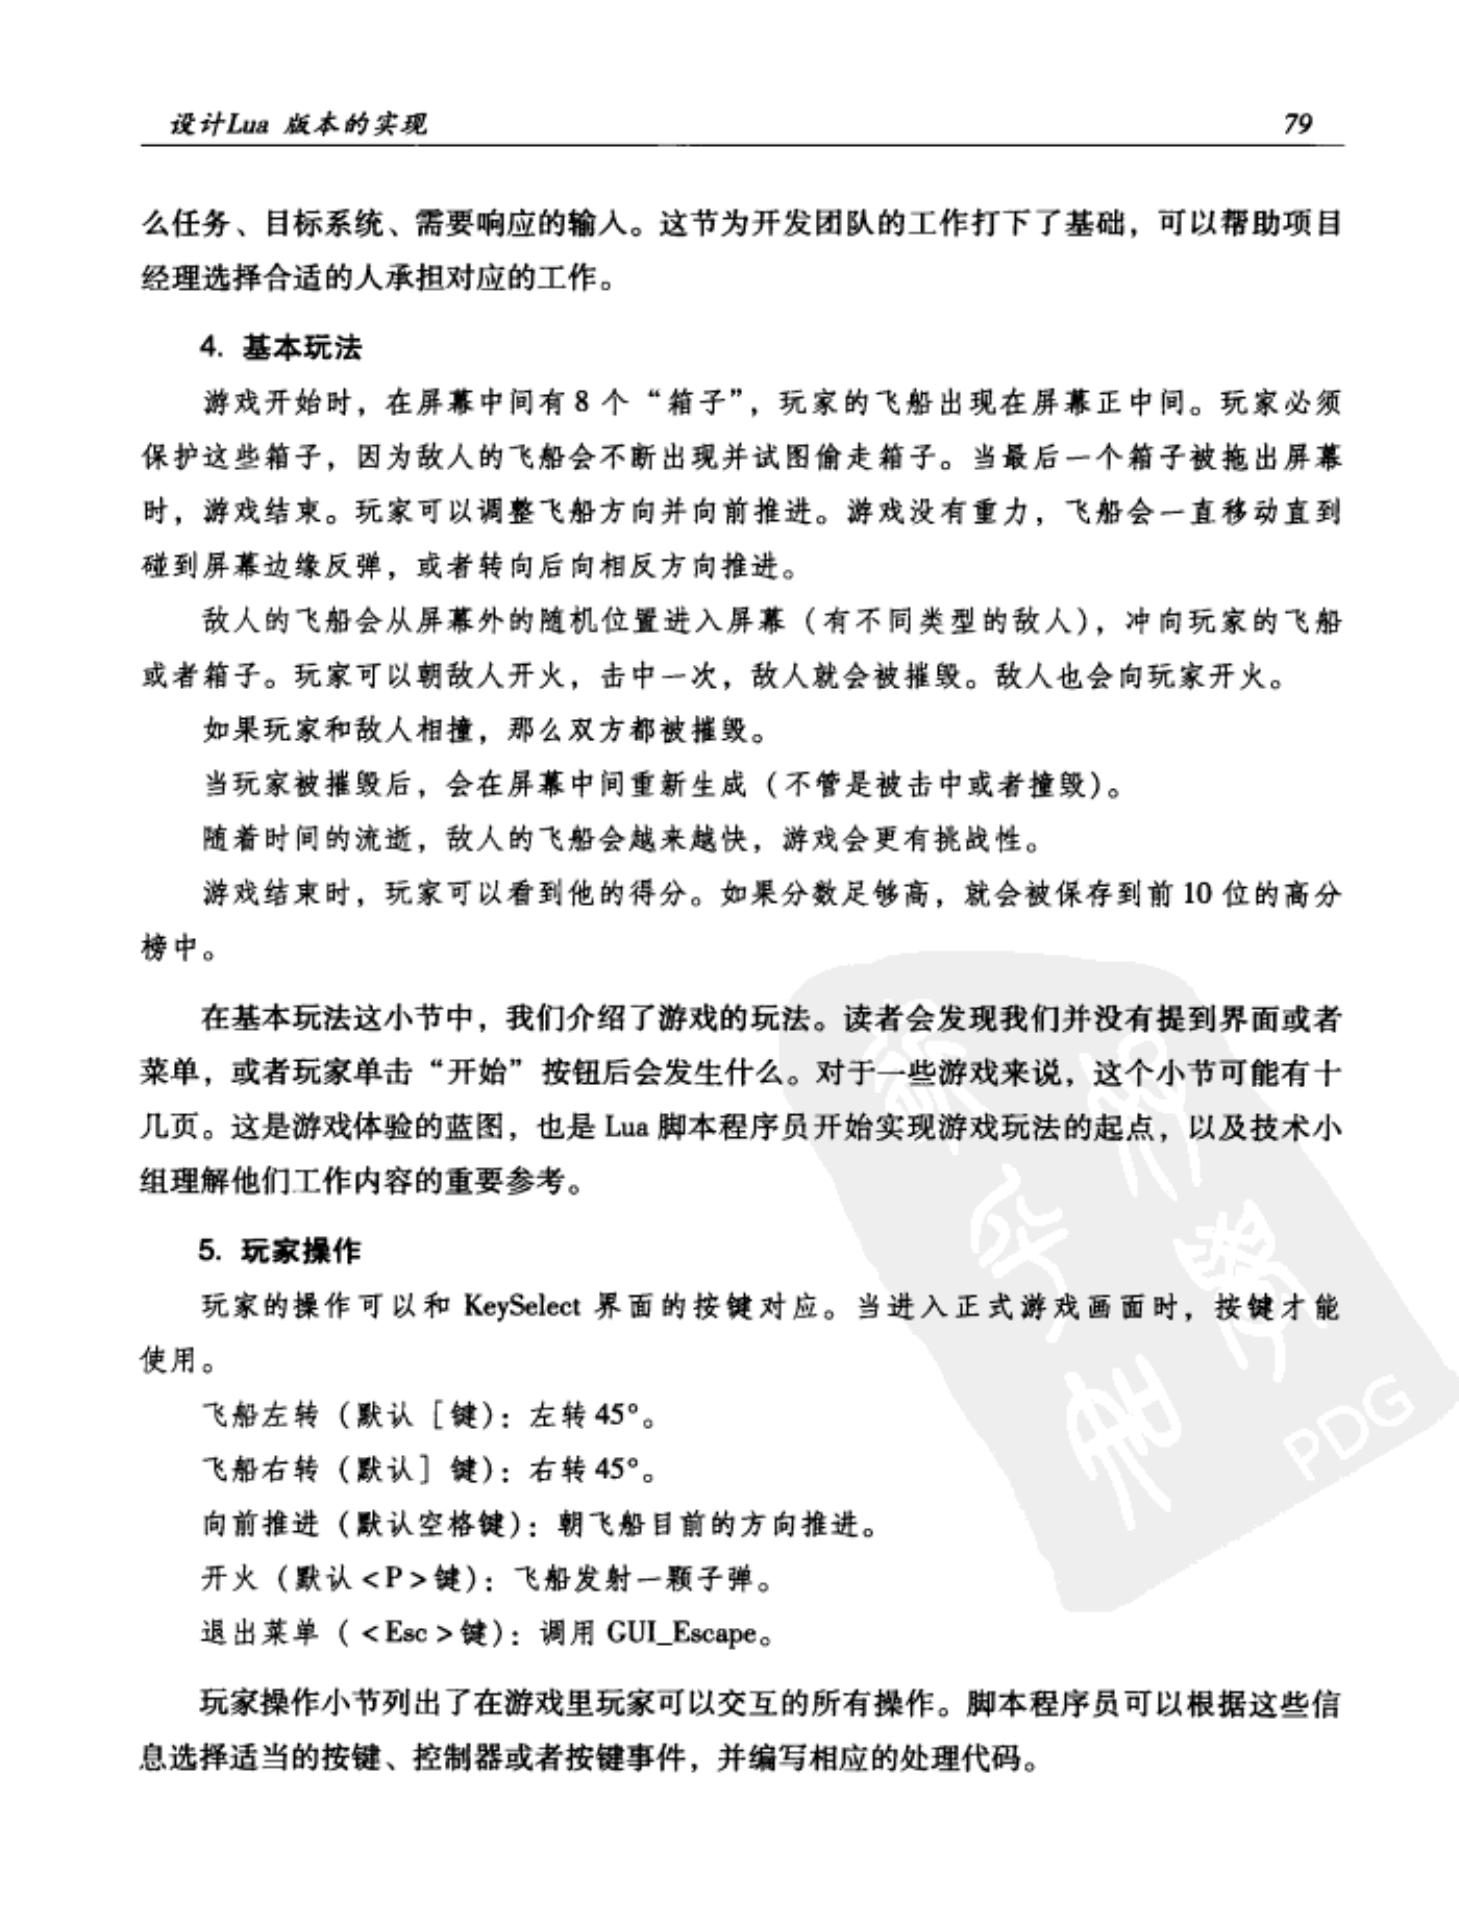 设计Lua 版本的实现 79
么任务、目标系统、需要响应的输入。这节为开发团队的工作打下了基础，可以帮助项目
经理选择合适的人承担对应的工作。
4. 基本玩法
游戏开始时，在屏幕中间有 8 个“箱子”，玩家的飞船出现在屏幕正中间。玩家必须
保护这些箱子，因为敌人的飞船会不断出现并试图偷走箱子。当最后一个箱子被拖出屏幕
时，游戏结束。玩家可以调整飞船方向并向前推进。游戏没有重力，飞船会一直移动直到
碰到屏幕边缘反弹，或者转向后向相反方向推进。
敌人的飞船会从屏幕外的随机位置进入屏幕（有不同类型的敌人），冲向玩家的飞船
或者箱子。玩家可以朝敌人开火，击中一次，敌人就会被摧毁。敌人也会向玩家开火。
如果玩家和敌人相撞，那么双方都被摧毁。
当玩家被摧毁后，会在屏幕中间重新生成（不管是被击中或者撞毁）。
随着时间的流逝，敌人的飞船会越来越快，游戏会更有挑战性。
游戏结束时，玩家可以看到他的得分。如果分数足够高，就会被保存到前 10 位的高分
榜中。
在基本玩法这小节中，我们介绍了游戏的玩法。读者会发现我们并没有提到界面或者
菜单，或者玩家单击“开始”按钮后会发生什么。对于一些游戏来说，这个小节可能有十
几页。这是游戏体验的蓝图，也是 Lua 脚本程序员开始实现游戏玩法的起点，以及技术小
组理解他们工作内容的重要参考。
5. 玩家操作
玩家的操作可以和 KeySelect 界面的按键对应。当进入正式游戏画面时，按键才能
使用。
飞船左转（默认［键）：左转 45°。
飞船右转（默认］键）：右转 45°。
向前推进（默认空格键）：朝飞船目前的方向推进。
开火（默认<P>键）：飞船发射一颗子弹。
退出菜单（<Esc>键）：调用 GUI_Escape。
玩家操作小节列出了在游戏里玩家可以交互的所有操作。脚本程序员可以根据这些信
息选择适当的按键、控制器或者按键事件，并编写相应的处理代码。
PDG